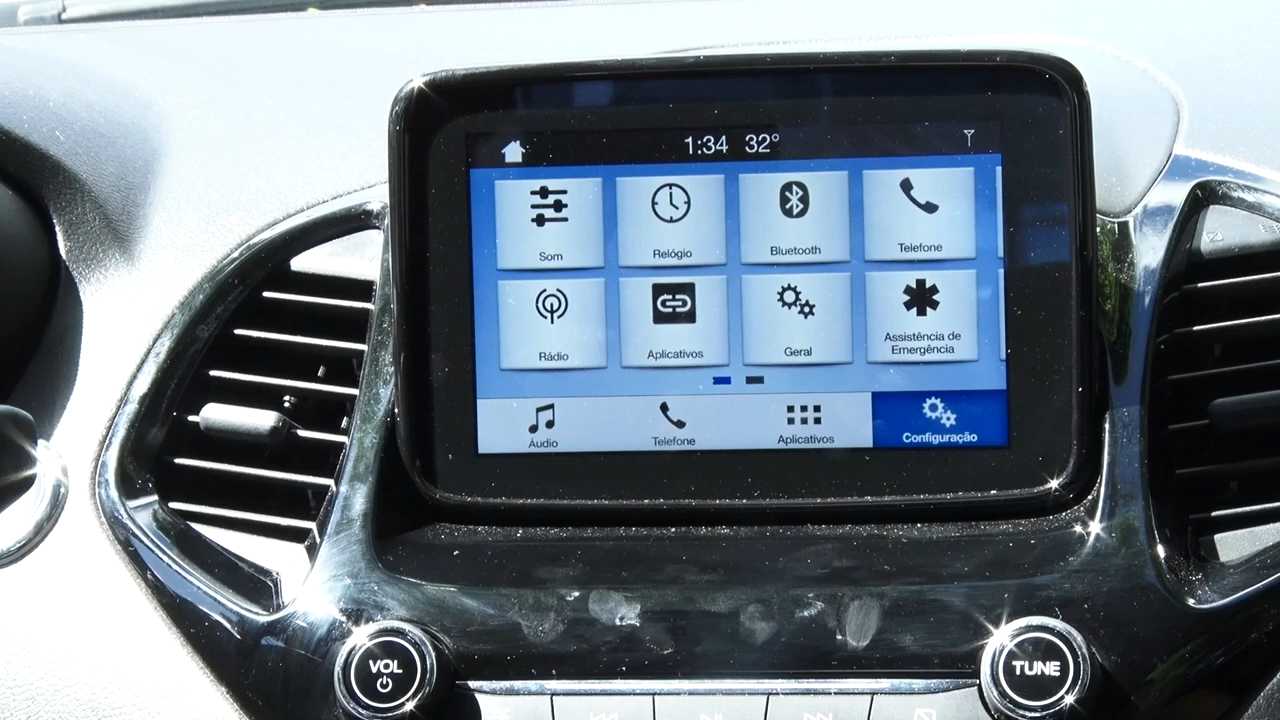 1:34 32°
Som
Relógio
Bluetooth
Telefone
Rádio
Aplicativos
Geral
Assistência de
Emergência
Áudio
Telefone
Aplicativos
Configuração
VOL
TUNE